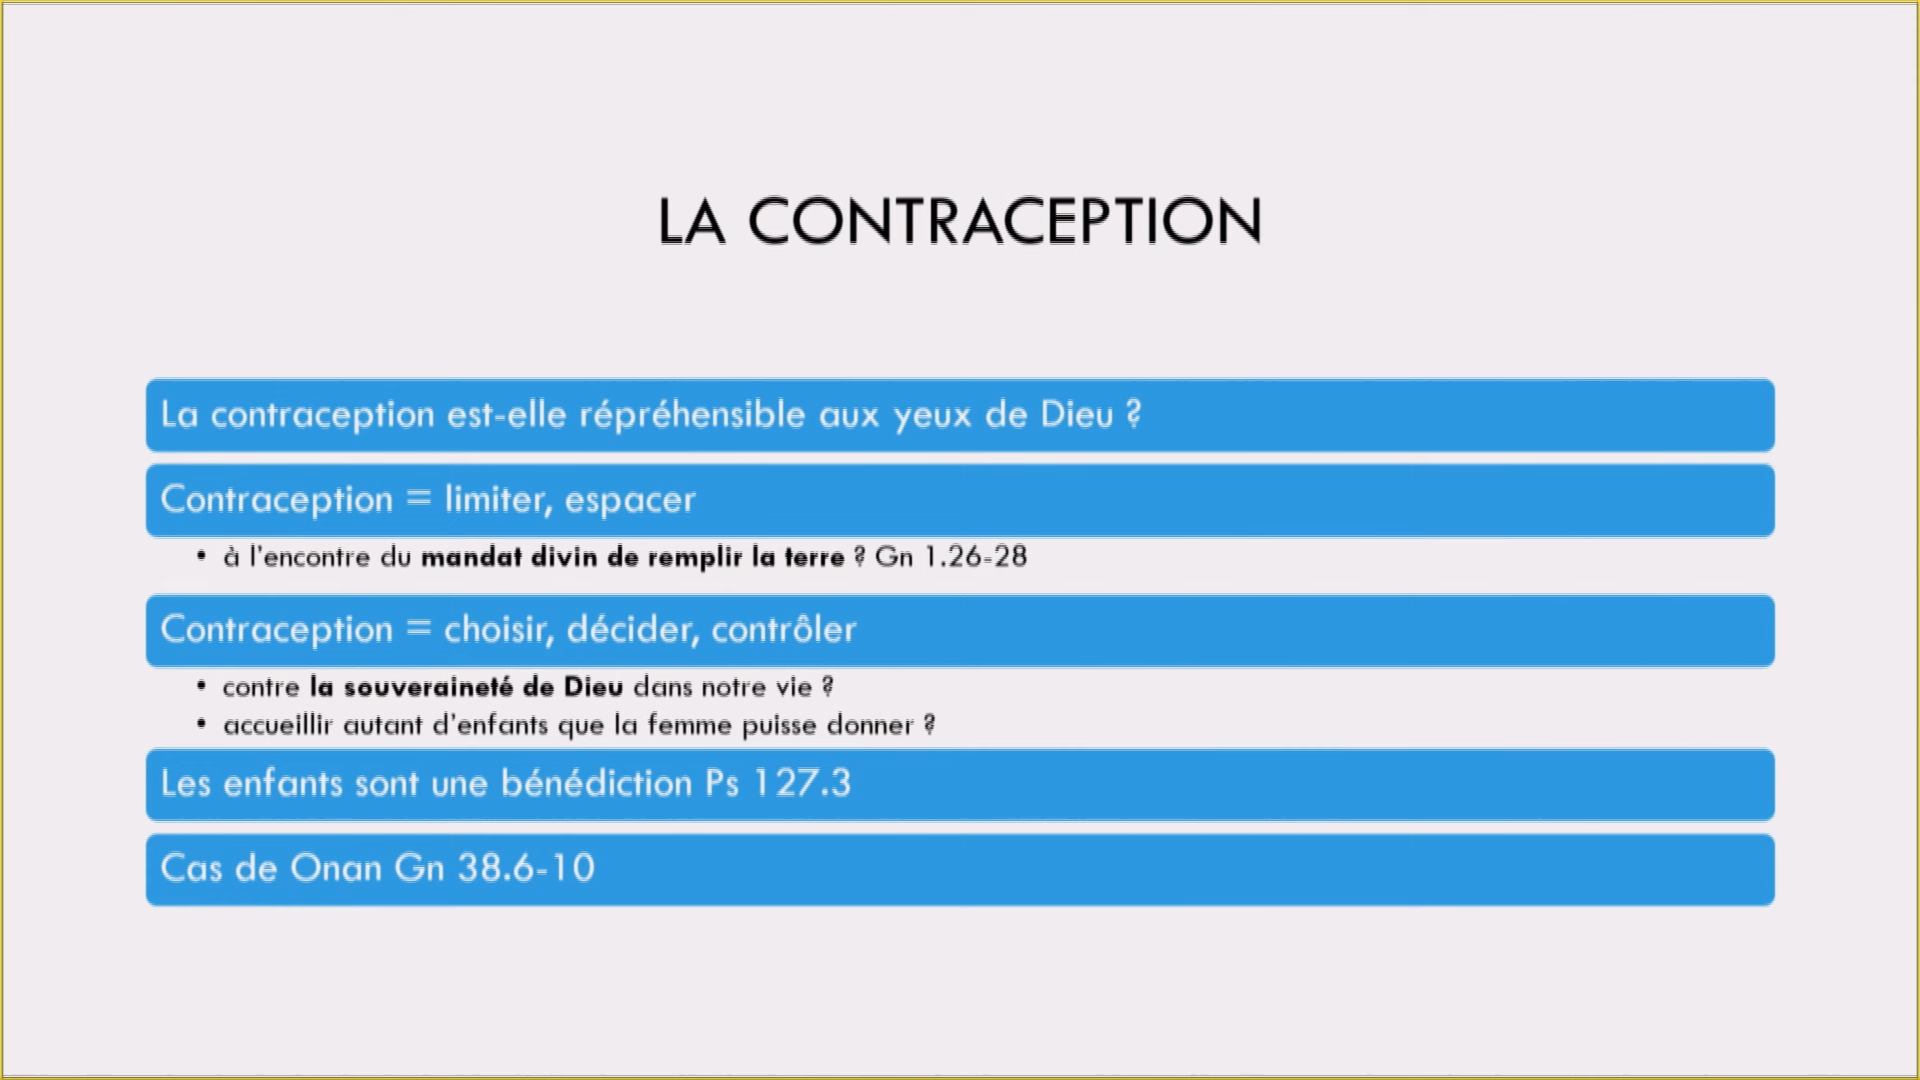 LA CONTRACEPTION
La contraception est-elle répréhensible aux yeux de Dieu ?
Contraception = limiter, espacer
• à l'encontre du mandat divin de remplir la terre ? Gn 1.26-28
Contraception = choisir, décider, contrôler
• contre la souveraineté de Dieu dans notre vie ?
• accueillir autant d'enfants que la femme puisse donner ?
Les enfants sont une bénédiction Ps 127.3
Cas de Onan Gn 38.6-10